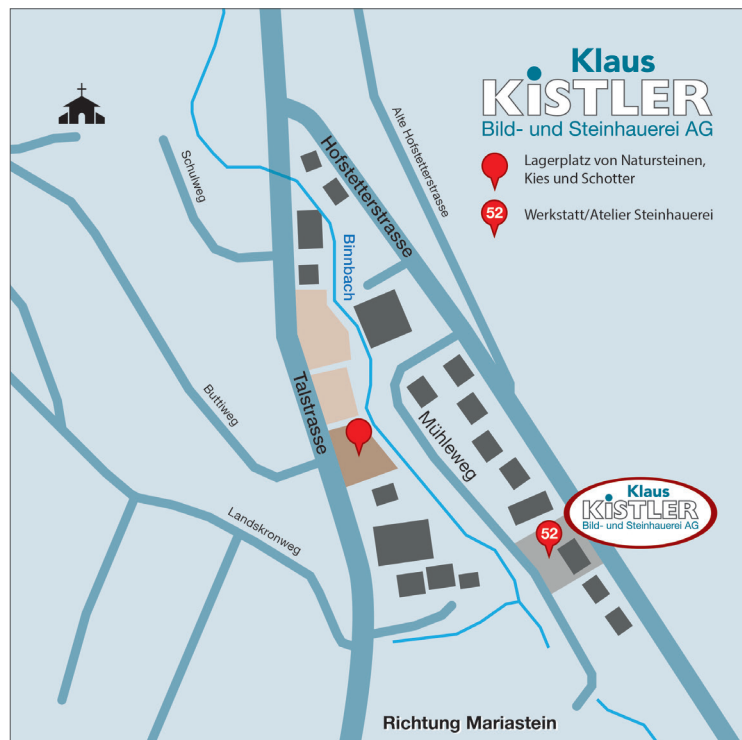 Klaus
KiSTLER
Bild- und Steinhauerei AG
Lagerplatz von Natursteinen,
Kies und Schotter
52
Werkstatt/Atelier Steinhauerei
Alte Hofstetterstrasse
Hofstetterstrasse
Schulweg
Binnbach
Talstrasse
Buttiweg
Mühleweg
Landskronweg
Klaus
KiSTLER
Bild- und Steinhauerei AG
52
Richtung Mariastein